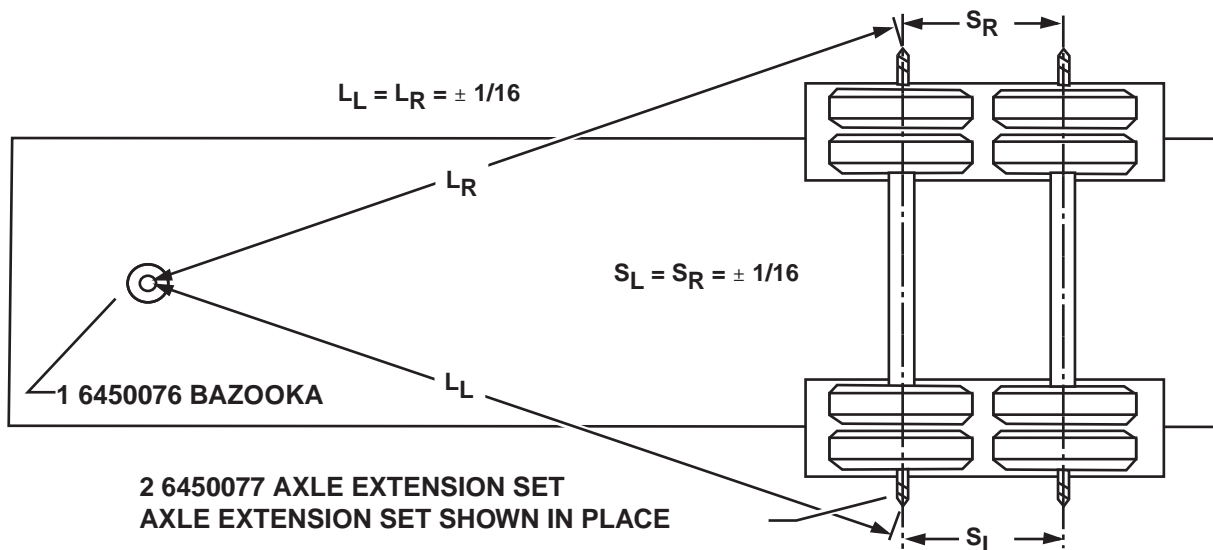 SR
LL = LR = ± 1/16
LR
SL = SR = ± 1/16
LL
1 6450076 BAZOOKA
2 6450077 AXLE EXTENSION SET
AXLE EXTENSION SET SHOWN IN PLACE
SL